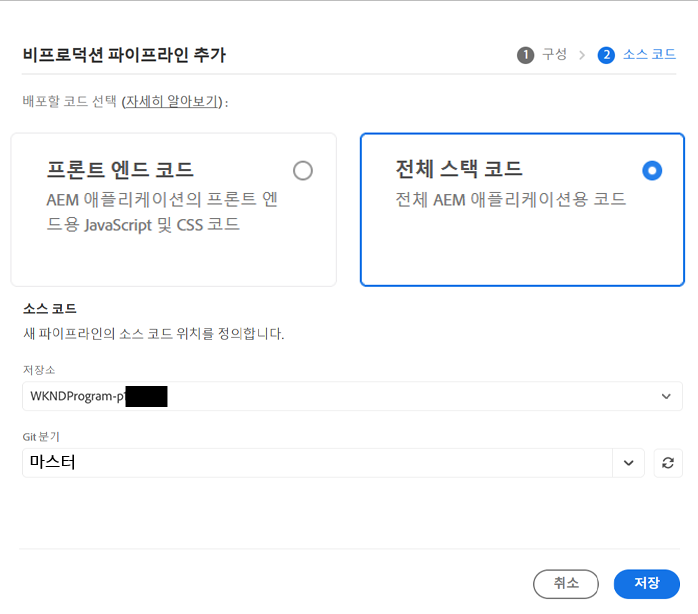 비프로덕션 파이프라인 추가
1 구성 > 2 소스 코드
배포할 코드 선택 (자세히 알아보기) :
프론트 엔드 코드
AEM 애플리케이션의 프론트 엔
드용 JavaScript 및 CSS 코드
전체 스택 코드
전체 AEM 애플리케이션용 코드
소스 코드
새 파이프라인의 소스 코드 위치를 정의합니다.
저장소
WKNDProgram-p
Git 분기
마스터
취소
저장